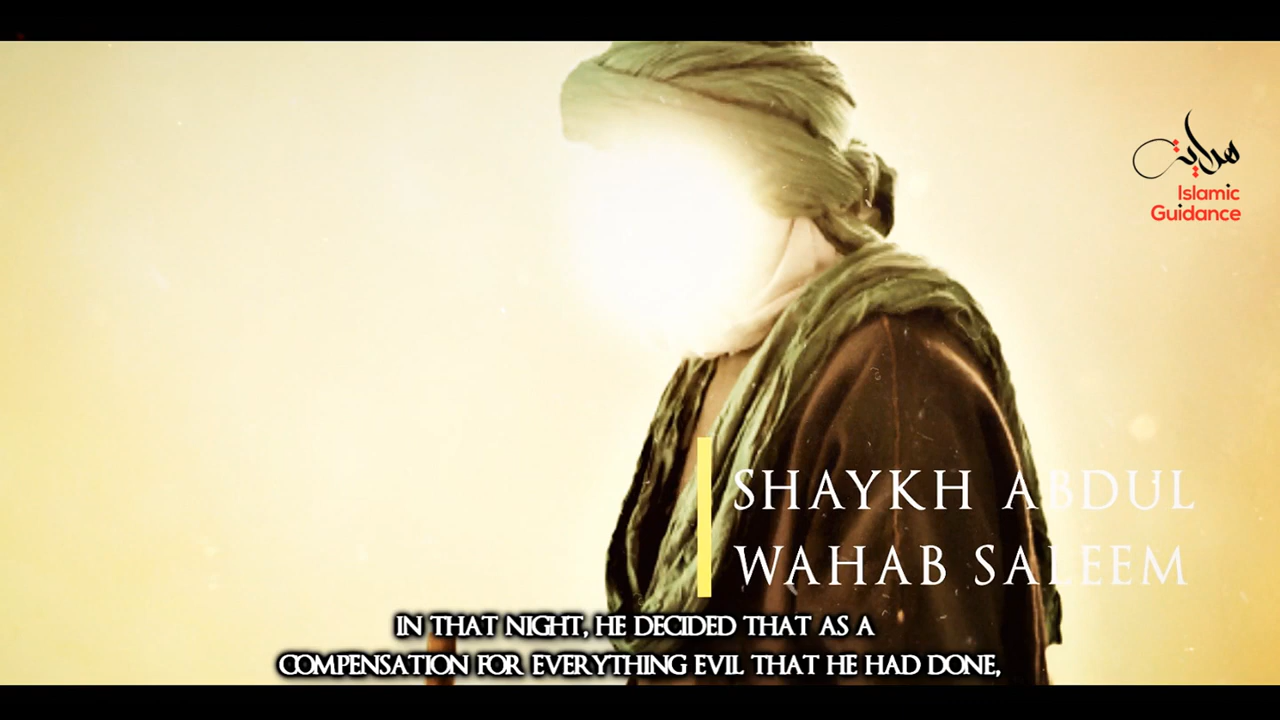 هداية
Islamic
Guidance
SHAYKH ABDUL
WAHAB SALEEM
IN THAT NIGHT, HE DECIDED THAT AS A
COMPENSATION FOR EVERYTHING EVIL THAT HE HAD DONE,